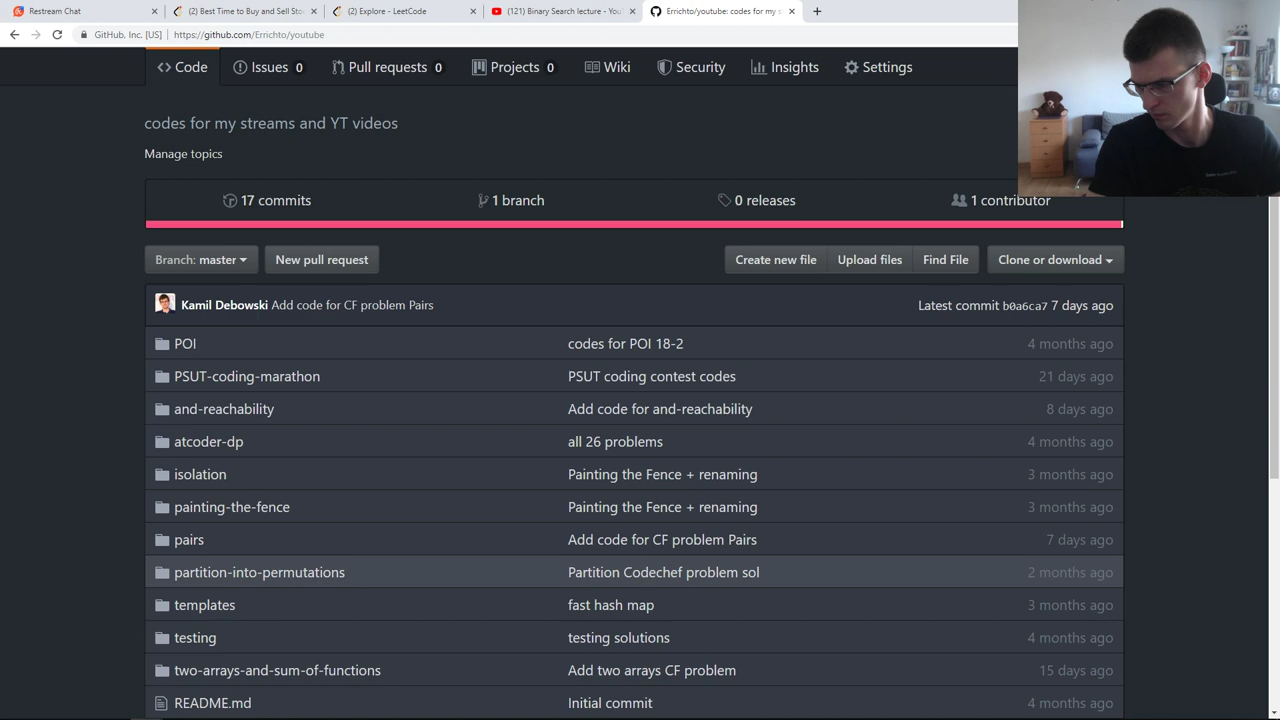 Restream Chat
(2) Best Time to Buy and Sell Sto
(2) Explore - LeetCode
(121) Binary Search lecture - You
Errichto/youtube: codes for my s
GitHub, Inc. [US] | https://github.com/Errichto/youtube
Code
Issues 0
Pull requests 0
Projects 0
Wiki
Security
Insights
Settings
codes for my streams and YT videos
Manage topics
17 commits
1 branch
0 releases
1 contributor
Branch: master
New pull request
Create new file
Upload files
Find File
Clone or download
Kamil Debowski Add code for CF problem Pairs
Latest commit b0a6ca7 7 days ago
POI codes for POI 18-2 4 months ago
PSUT-coding-marathon PSUT coding contest codes 21 days ago
and-reachability Add code for and-reachability 8 days ago
atcoder-dp all 26 problems 4 months ago
isolation Painting the Fence + renaming 3 months ago
painting-the-fence Painting the Fence + renaming 3 months ago
pairs Add code for CF problem Pairs 7 days ago
partition-into-permutations Partition Codechef problem sol 2 months ago
templates fast hash map 3 months ago
testing testing solutions 4 months ago
two-arrays-and-sum-of-functions Add two arrays CF problem 15 days ago
README.md Initial commit 4 months ago